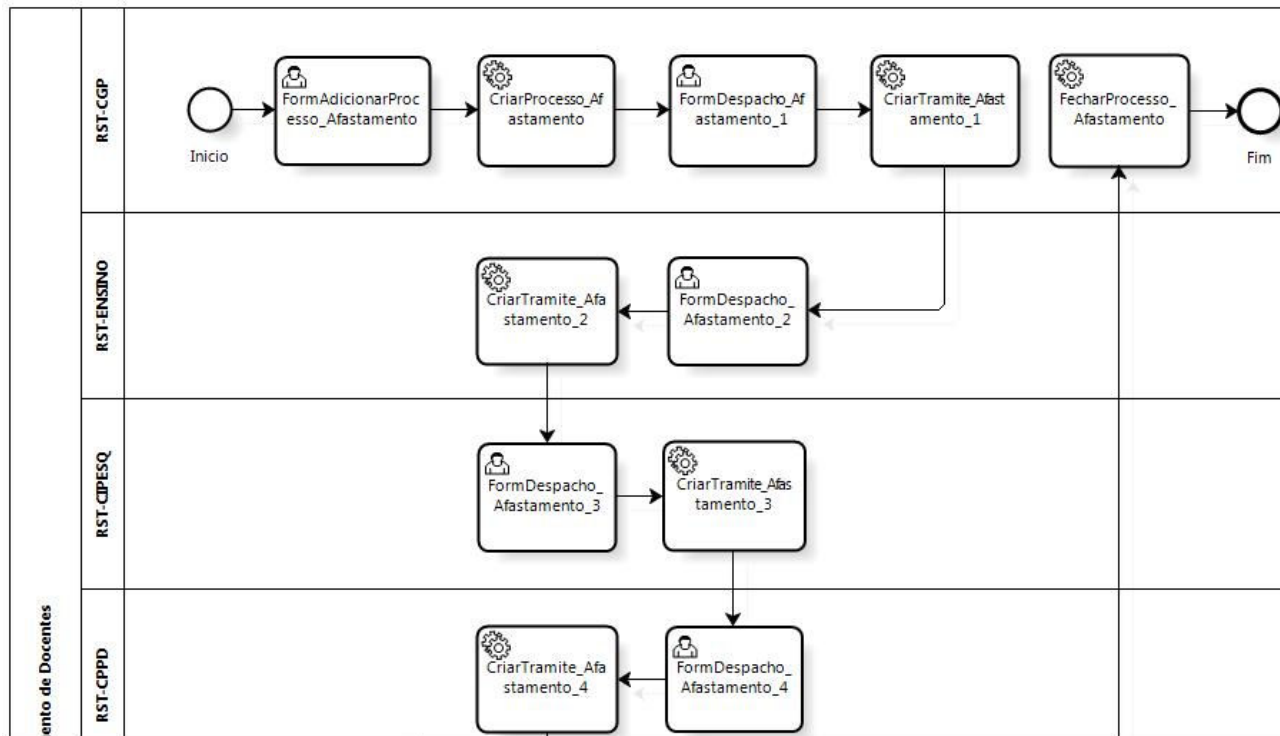 ento de Docentes
RST-CGP
Inicio
FormAdicionarProc
esso_Afastamento
CriarProcesso_Af
astamento
FormDespacho_Af
astamento_1
CriarTramite_Afast
amento_1
FecharProcesso_
Afastamento
Fim
RST-ENSINO
CriarTramite_Afa
stamento_2
FormDespacho_
Afastamento_2
RST-CIPESQ
FormDespacho_
Afastamento_3
CriarTramite_Afas
tamento_3
RST-CPPD
CriarTramite_Afa
stamento_4
FormDespacho_
Afastamento_4